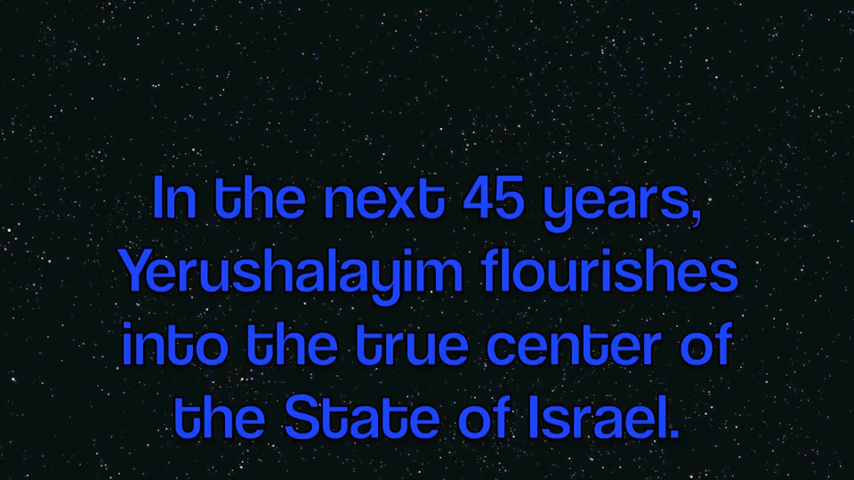 In the next 45 years,
Yerushalayim flourishes
into the true center of
the State of Israel.